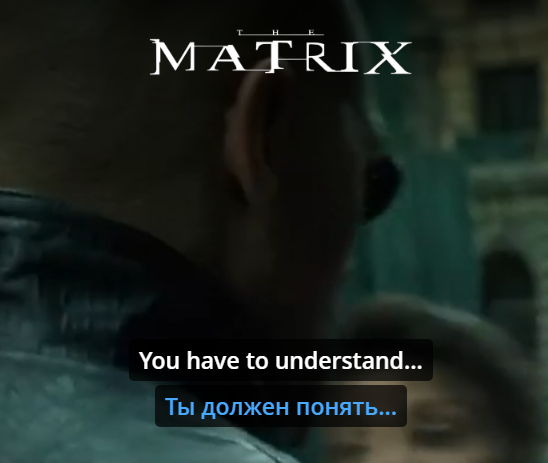 THE
MATRIX
You have to understand...
Ты должен понять...